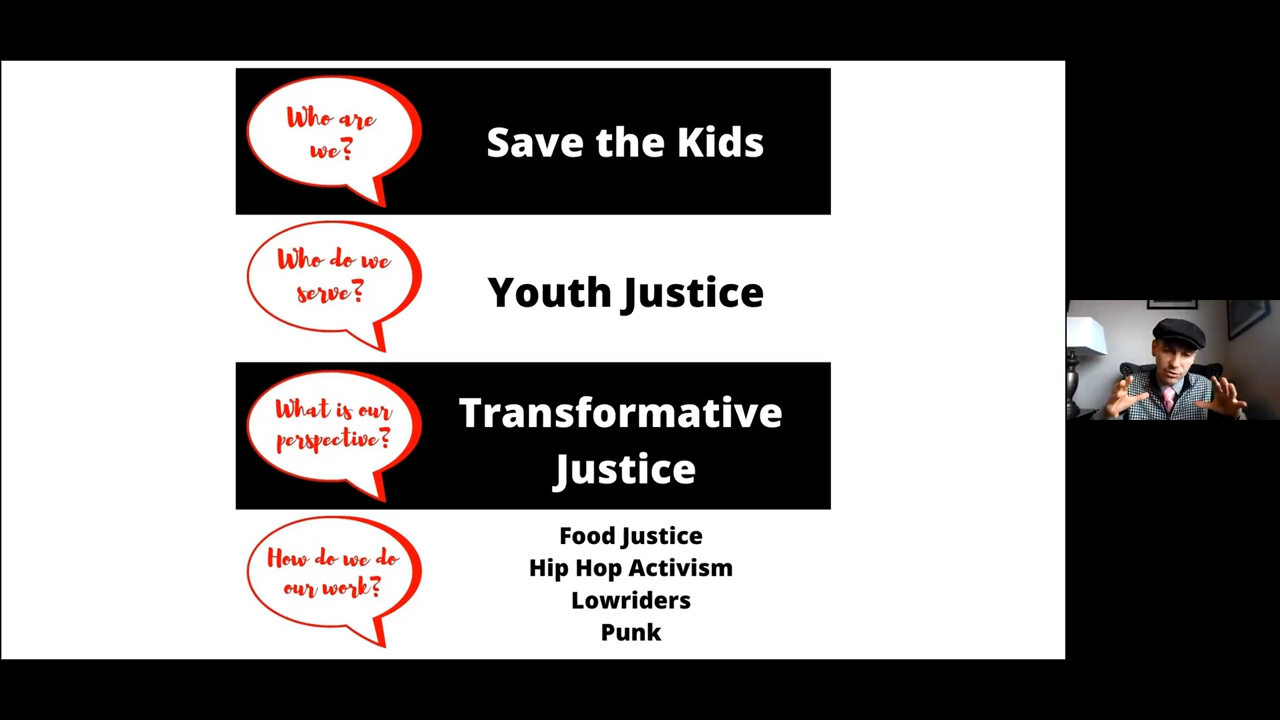 Who are
we?
Save the Kids
Who do we
serve?
Youth Justice
What is our
perspective?
Transformative
Justice
How do we do
our work?
Food Justice
Hip Hop Activism
Lowriders
Punk